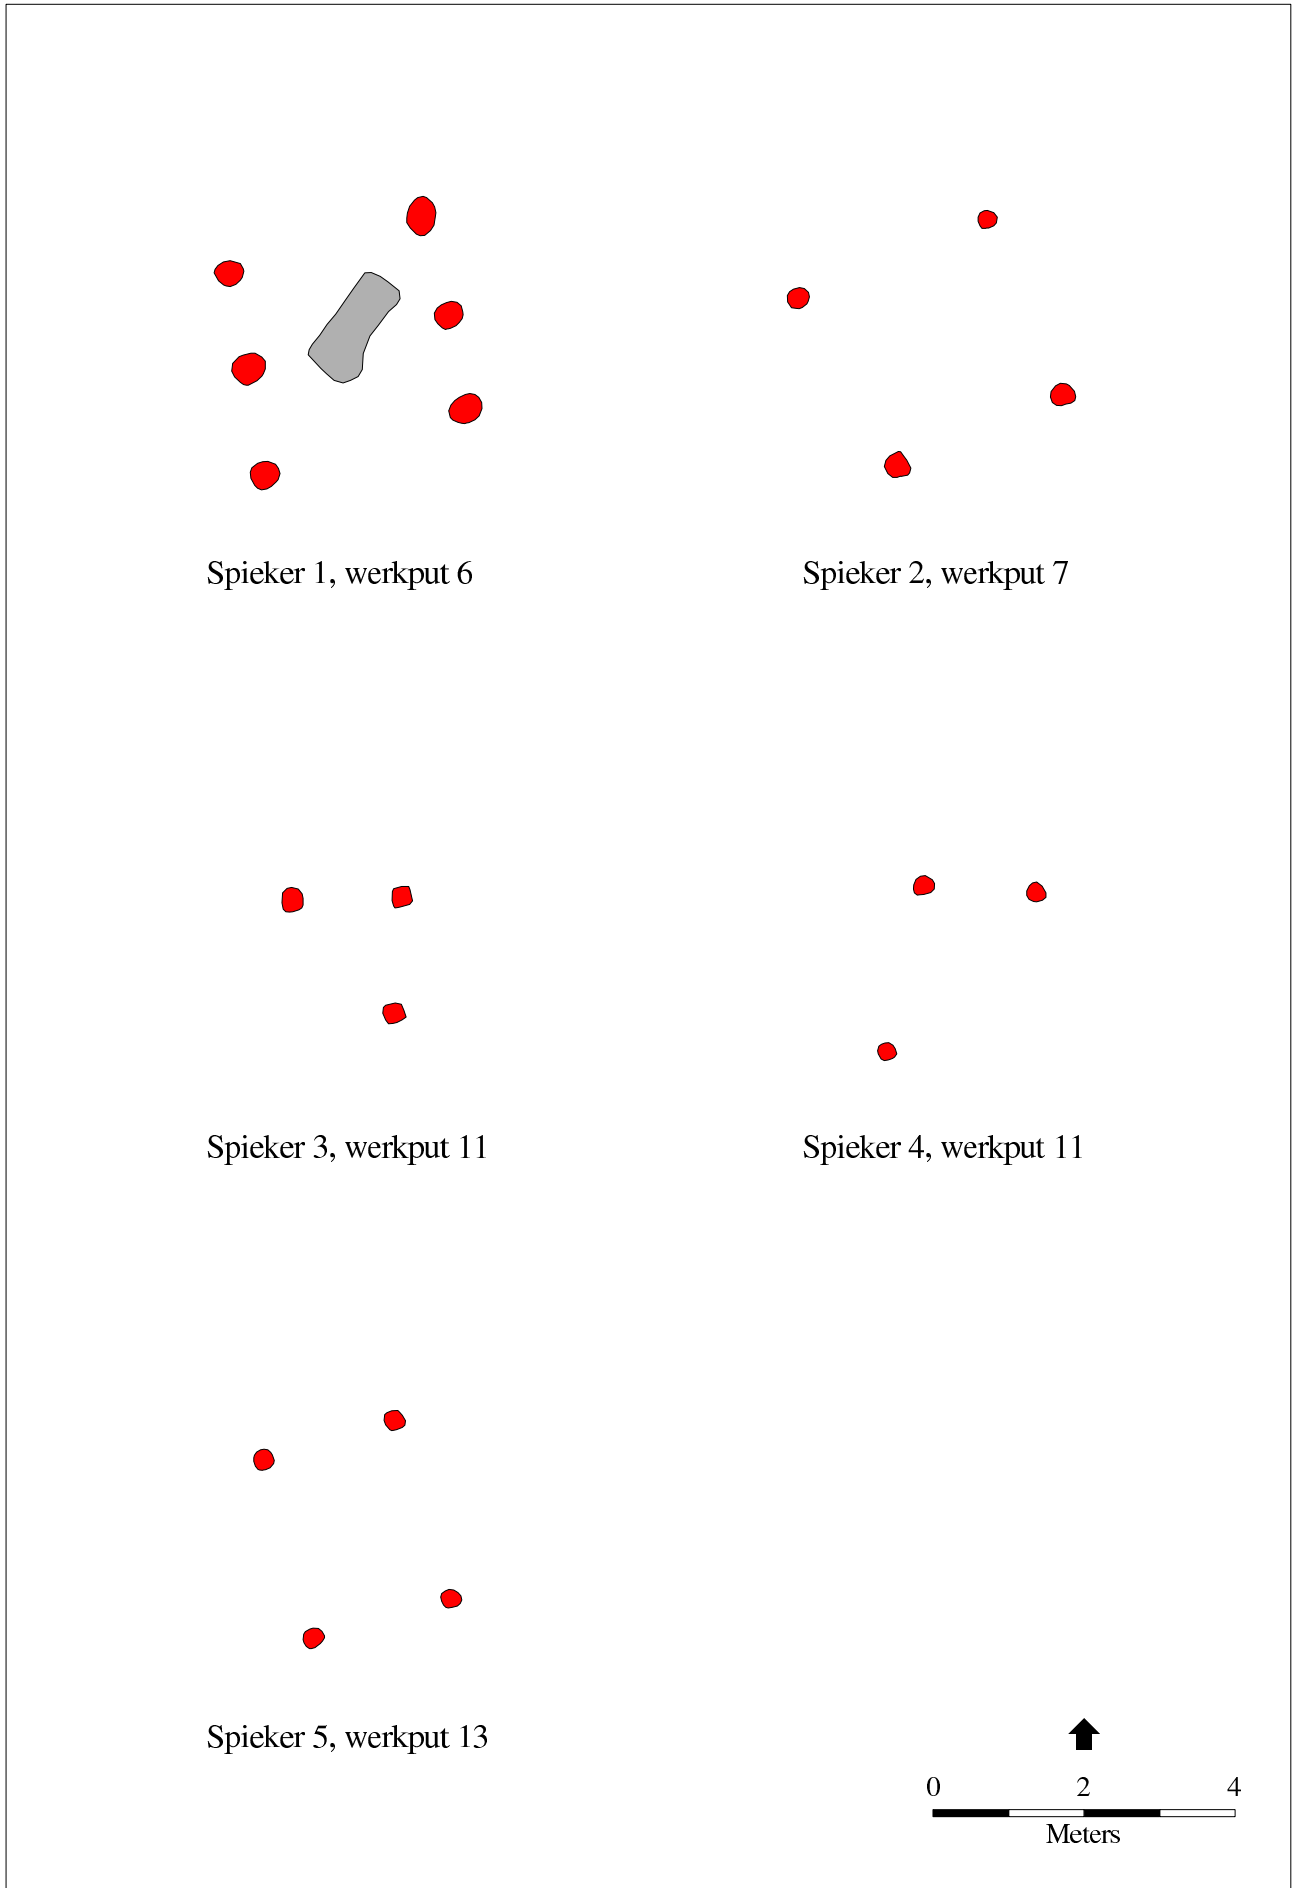 Spieker 1, werkput 6
Spieker 2, werkput 7
Spieker 3, werkput 11
Spieker 4, werkput 11
Spieker 5, werkput 13
0 2 4
Meters